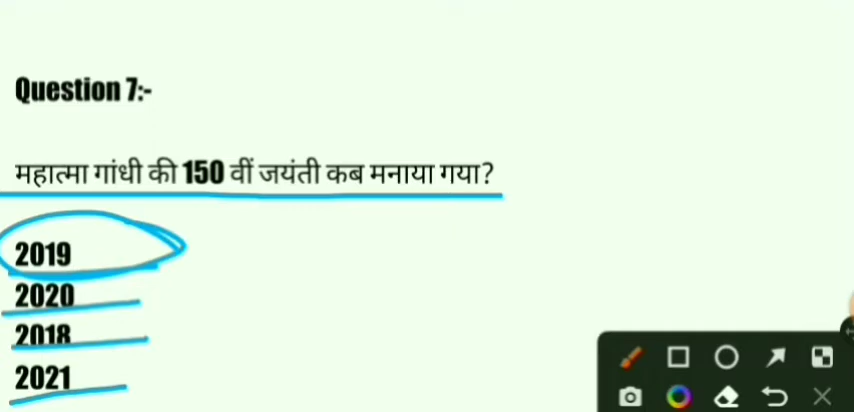 Question 7:-
महात्मा गांधी की 150 वीं जयंती कब मनाया गया?
2019
2020
2018
2021